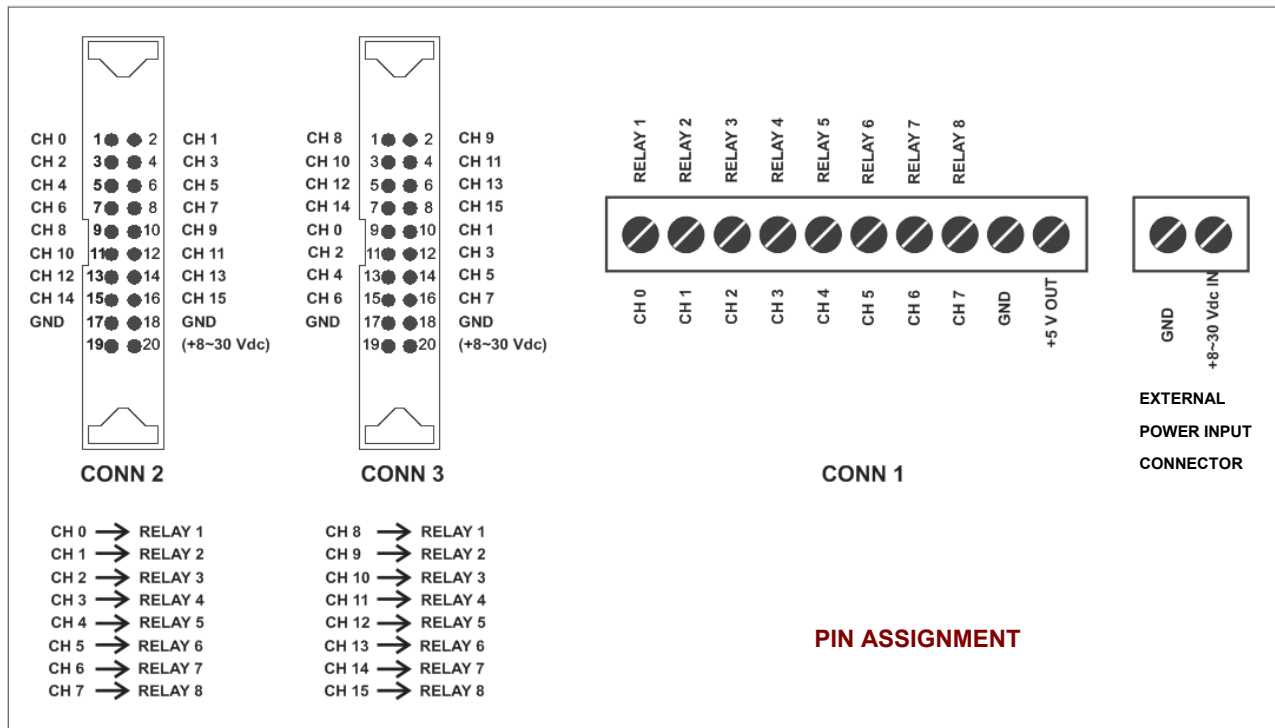 CH 0 1 2 CH 1
CH 2 3 4 CH 3
CH 4 5 6 CH 5
CH 6 7 8 CH 7
CH 8 9 10 CH 9
CH 10 11 12 CH 11
CH 12 13 14 CH 13
CH 14 15 16 CH 15
GND 17 18 GND
19 20 (+8~30 Vdc)
CONN 2
CH 8 1 2 CH 9
CH 10 3 4 CH 11
CH 12 5 6 CH 13
CH 14 7 8 CH 15
CH 0 9 10 CH 1
CH 2 11 12 CH 3
CH 4 13 14 CH 5
CH 6 15 16 CH 7
GND 17 18 GND
19 20 (+8~30 Vdc)
CONN 3
RELAY 1
RELAY 2
RELAY 3
RELAY 4
RELAY 5
RELAY 6
RELAY 7
RELAY 8
CH 0
CH 1
CH 2
CH 3
CH 4
CH 5
CH 6
CH 7
GND
+5 V OUT
CONN 1
GND
+8~30 Vdc IN
EXTERNAL
POWER INPUT
CONNECTOR
CH 0 → RELAY 1
CH 1 → RELAY 2
CH 2 → RELAY 3
CH 3 → RELAY 4
CH 4 → RELAY 5
CH 5 → RELAY 6
CH 6 → RELAY 7
CH 7 → RELAY 8
CH 8 → RELAY 1
CH 9 → RELAY 2
CH 10 → RELAY 3
CH 11 → RELAY 4
CH 12 → RELAY 5
CH 13 → RELAY 6
CH 14 → RELAY 7
CH 15 → RELAY 8
PIN ASSIGNMENT